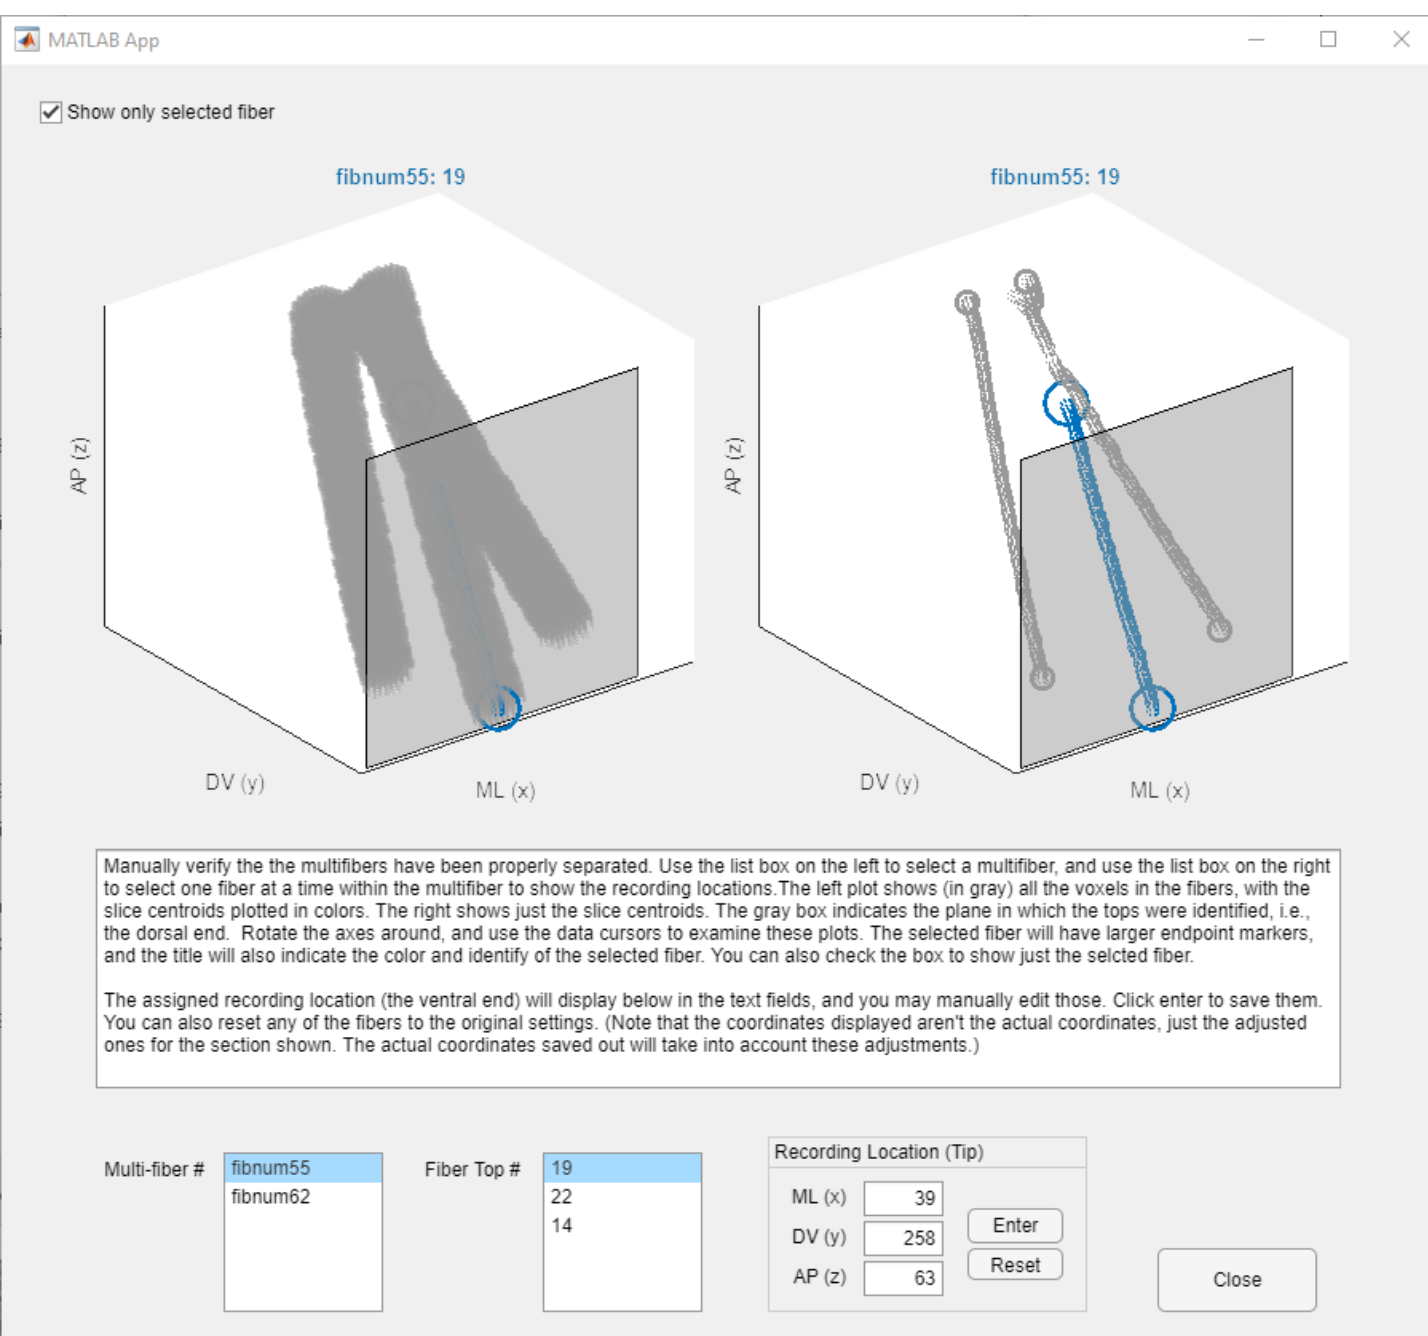 MATLAB App
Show only selected fiber
fibnum55: 19
fibnum55: 19
AP (z)
DV (y)
ML (x)
AP (z)
DV (y)
ML (x)
Manually verify the the multifibers have been properly separated. Use the list box on the left to select a multifiber, and use the list box on the right
to select one fiber at a time within the multifiber to show the recording locations.The left plot shows (in gray) all the voxels in the fibers, with the
slice centroids plotted in colors. The right shows just the slice centroids. The gray box indicates the plane in which the tops were identified, i.e.,
the dorsal end.  Rotate the axes around, and use the data cursors to examine these plots. The selected fiber will have larger endpoint markers,
and the title will also indicate the color and identify of the selected fiber. You can also check the box to show just the selcted fiber.
The assigned recording location (the ventral end) will display below in the text fields, and you may manually edit those. Click enter to save them.
You can also reset any of the fibers to the original settings. (Note that the coordinates displayed aren't the actual coordinates, just the adjusted
ones for the section shown. The actual coordinates saved out will take into account these adjustments.)
Multi-fiber #
fibnum55
fibnum62
Fiber Top #
19
22
14
Recording Location (Tip)
ML (x) 39
DV (y) 258
AP (z) 63
Enter
Reset
Close